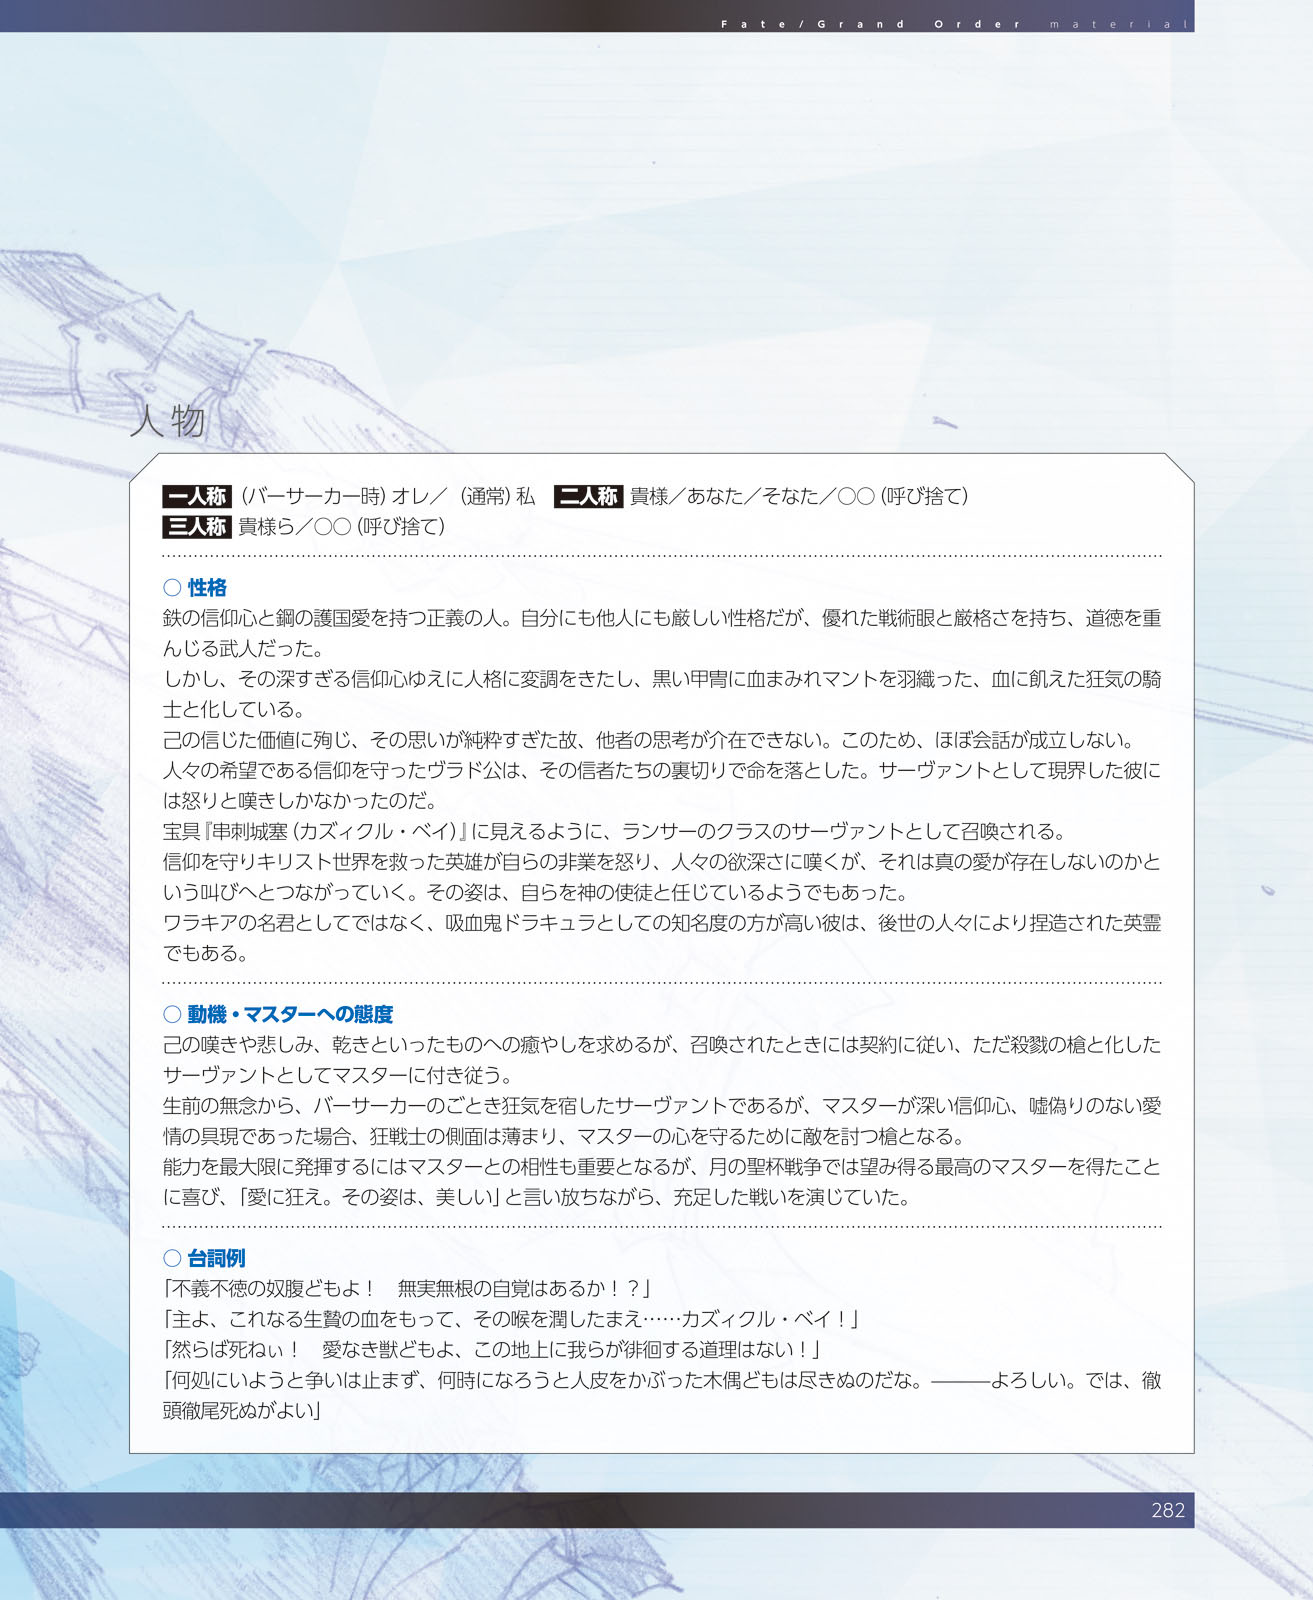 Fate/Grand Order material
人物
一人称 （バーサーカー時）オレ／（通常）私 二人称 貴様／あなた／そなた／○○（呼び捨て）
三人称 貴様ら／○○（呼び捨て）
○ 性格
鉄の信仰心と鋼の護国愛を持つ正義の人。自分にも他人にも厳しい性格だが、優れた戦術眼と厳格さを持ち、道徳を重
んじる武人だった。
しかし、その深すぎる信仰心ゆえに人格に変調をきたし、黒い甲冑に血まみれマントを羽織った、血に飢えた狂気の騎
士と化している。
己の信じた価値に殉じ、その思いが純粋すぎた故、他者の思考が介在できない。このため、ほぼ会話が成立しない。
人々の希望である信仰を守ったヴラド公は、その信者たちの裏切りで命を落とした。サーヴァントとして現界した彼に
は怒りと嘆きしかなかったのだ。
宝具『串刺城塞（カズィクル・ベイ）』に見えるように、ランサーのクラスのサーヴァントとして召喚される。
信仰を守りキリスト世界を救った英雄が自らの非業を怒り、人々の欲深さに嘆くが、それは真の愛が存在しないのかと
いう叫びへとつながっていく。その姿は、自らを神の使徒と任じているようでもあった。
ワラキアの名君としてではなく、吸血鬼ドラキュラとしての知名度の方が高い彼は、後世の人々により捏造された英霊
でもある。
○ 動機・マスターへの態度
己の嘆きや悲しみ、乾きといったものへの癒やしを求めるが、召喚されたときには契約に従い、ただ殺戮の槍と化した
サーヴァントとしてマスターに付き従う。
生前の無念から、バーサーカーのごとき狂気を宿したサーヴァントであるが、マスターが深い信仰心、嘘偽りのない愛
情の具現であった場合、狂戦士の側面は薄まり、マスターの心を守るために敵を討つ槍となる。
能力を最大限に発揮するにはマスターとの相性も重要となるが、月の聖杯戦争では望み得る最高のマスターを得たこと
に喜び、「愛に狂え。その姿は、美しい」と言い放ちながら、充足した戦いを演じていた。
○ 台詞例
「不義不徳の奴腹どもよ！　無実無根の自覚はあるか！？」
「主よ、これなる生贄の血をもって、その喉を潤したまえ……カズィクル・ベイ！」
「然らば死ねぃ！　愛なき獣どもよ、この地上に我らが徘徊する道理はない！」
「何処にいようと争いは止まず、何時になろうと人皮をかぶった木偶どもは尽きぬのだな。―――よろしい。では、徹
頭徹尾死ぬがよい」
282